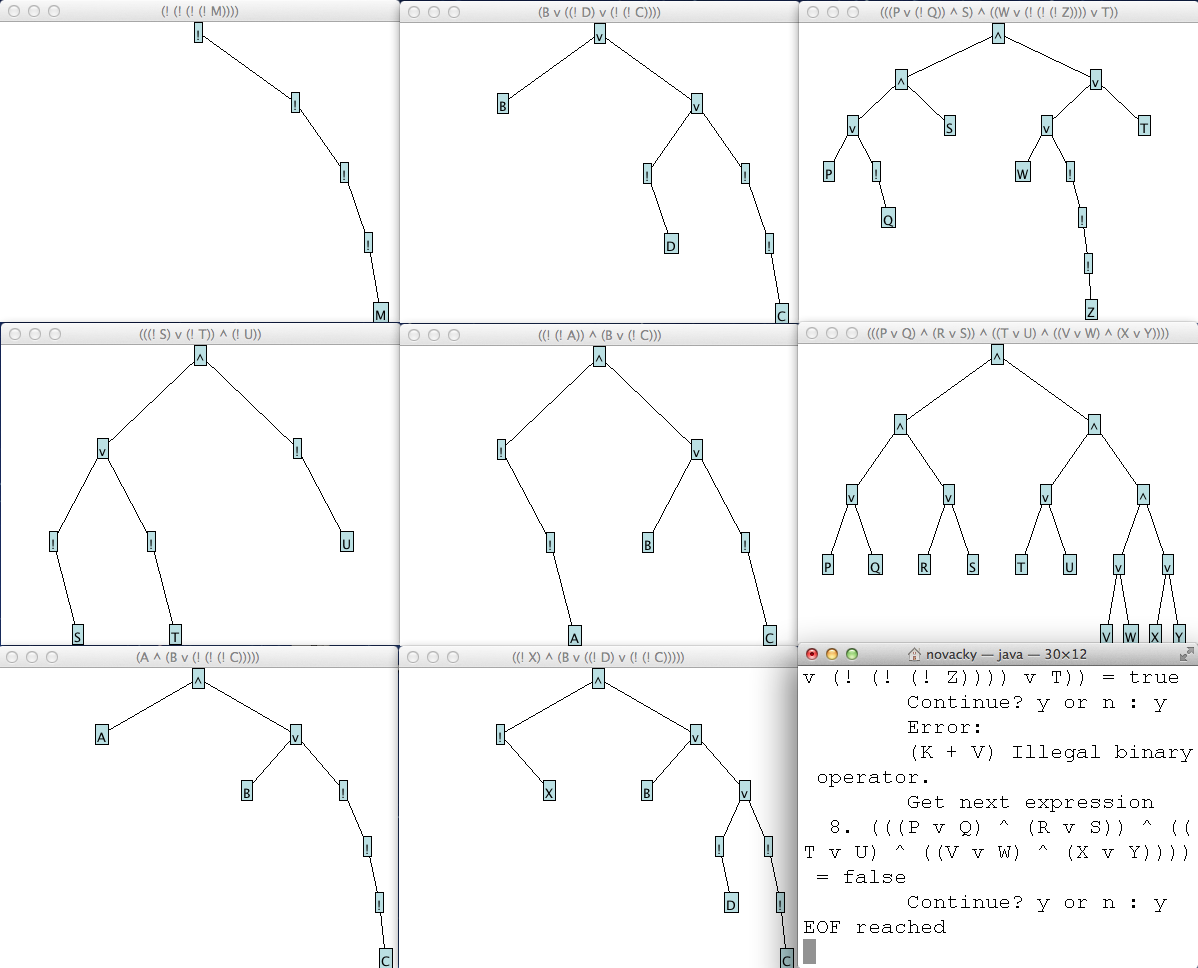 (! (! (! (! M))))
!
!
!
!
M
(B v ((! D) v (! (! C))))
v
B v
! !
D !
C
(((P v (! Q)) ^ S) ^ ((W v (! (! (! Z)))) v T))
^
^ v
v S v T
P ! W !
Q !
!
Z
(((! S) v (! T)) ^ (! U))
^
v !
! ! U
S T
((! (! A)) ^ (B v (! C)))
^
! v
! B !
A C
(((P v Q) ^ (R v S)) ^ ((T v U) ^ ((V v W) ^ (X v Y))))
^
^ ^
v v v ^
P Q R S T U v v
V W X Y
(A ^ (B v (! (! (! C)))))
^
A v
B !
!
!
C
((! X) ^ (B v ((! D) v (! (! C)))))
^
! v
X B v
! !
D !
C
novacky — java — 30×12
v (! (! (! Z)))) v T)) = true
Continue? y or n : y
Error:
(K + V) Illegal binary
operator.
Get next expression
8. (((P v Q) ^ (R v S)) ^ ((
T v U) ^ ((V v W) ^ (X v Y))))
= false
Continue? y or n : y
EOF reached